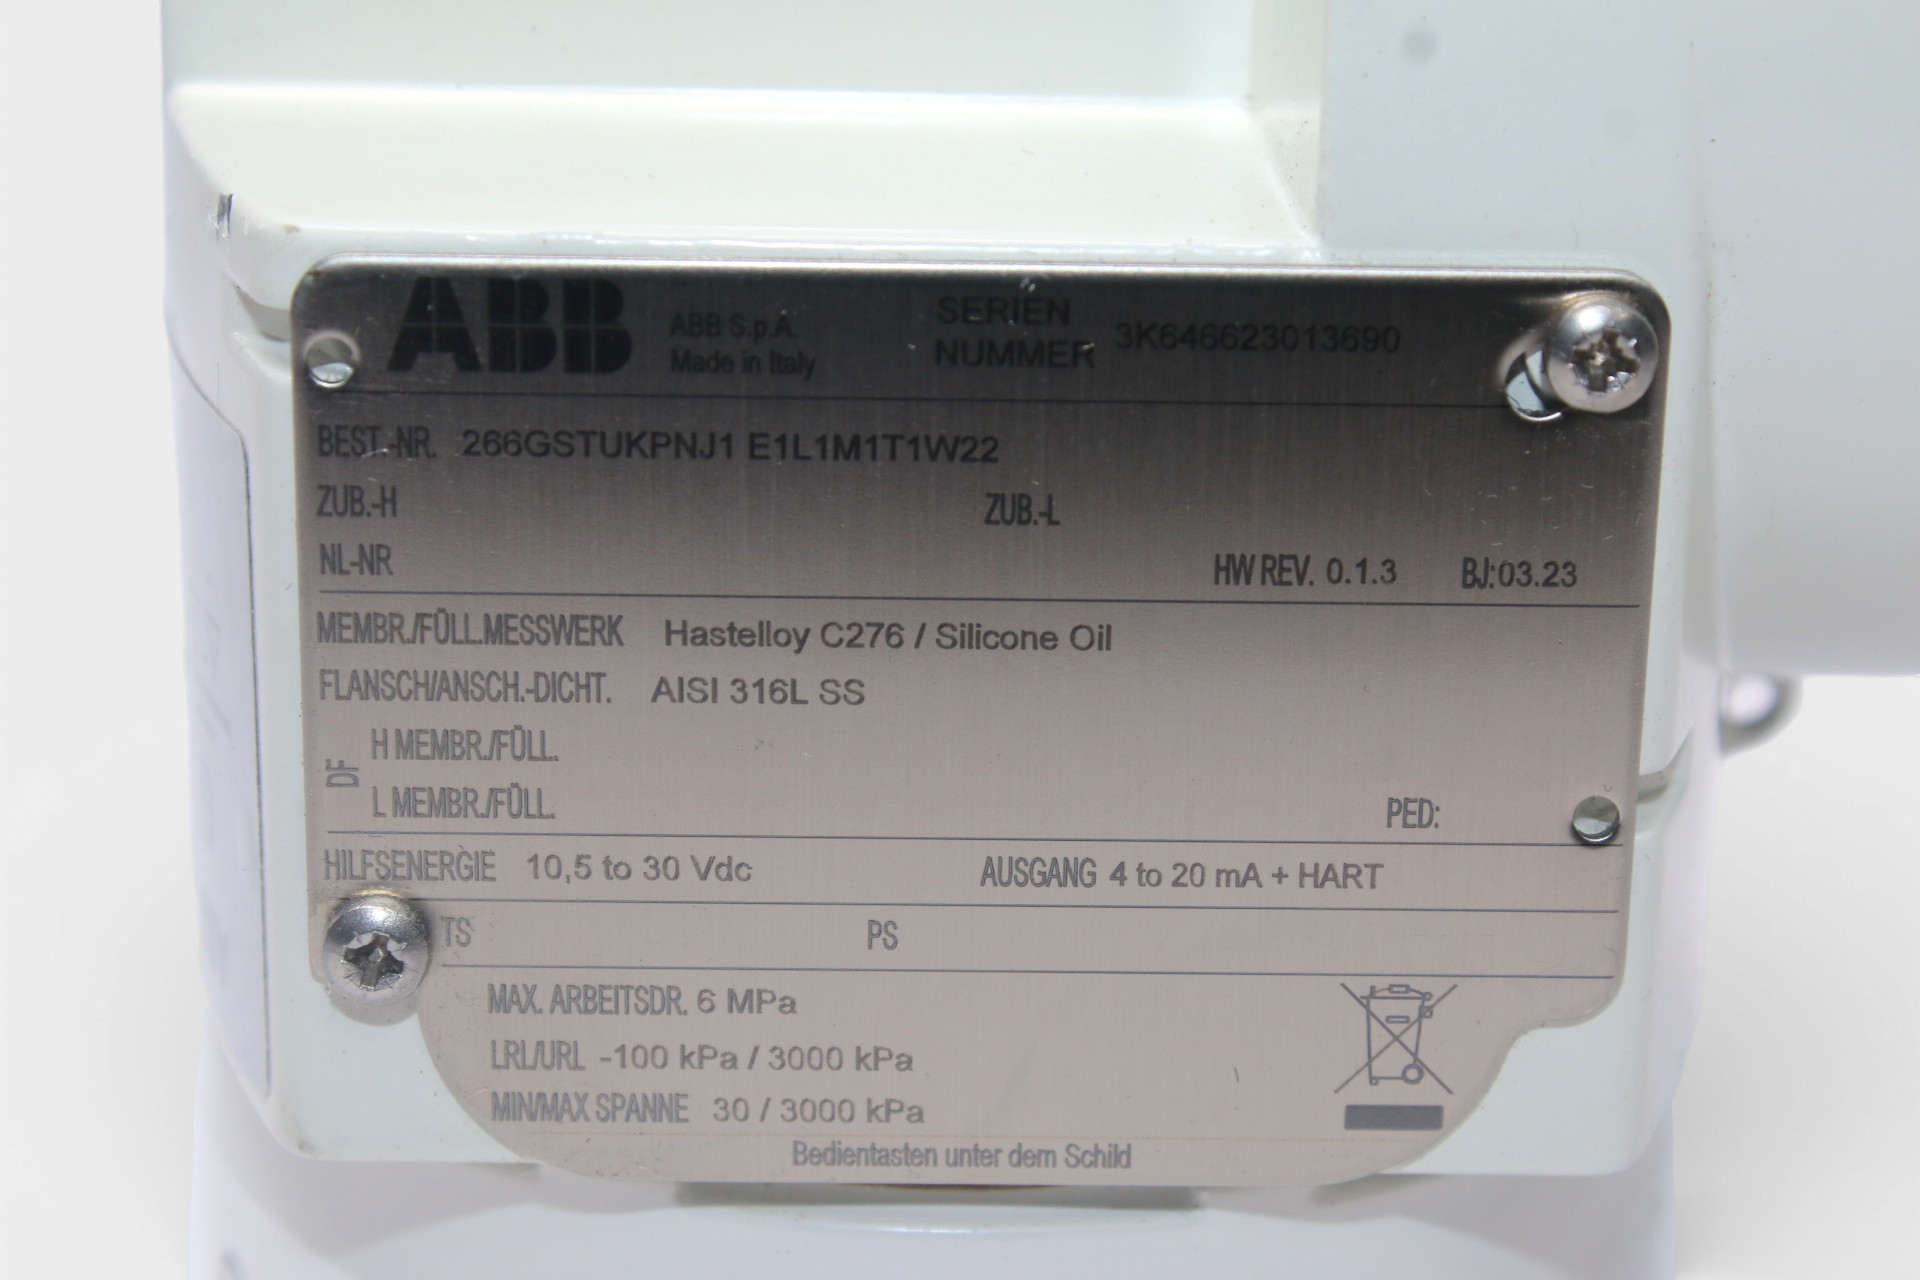 ABB ABB S.p.A. SERIEN
Made in Italy NUMMER 3K646623013690
BEST.-NR. 266GSTUKPNJ1 E1L1M1T1W22
ZUB.-H ZUB.-L
NL-NR HW REV. 0.1.3 BJ:03.23
MEMBR./FÜLL.MESSWERK Hastelloy C276 / Silicone Oil
FLANSCH/ANSCH.-DICHT. AISI 316L SS
DF
H MEMBR./FÜLL.
L MEMBR./FÜLL. PED:
HILFSENERGIE 10,5 to 30 Vdc AUSGANG 4 to 20 mA + HART
TS PS
MAX. ARBEITSDR. 6 MPa
LRL/URL -100 kPa / 3000 kPa
MIN/MAX SPANNE 30 / 3000 kPa
Bedientasten unter dem Schild